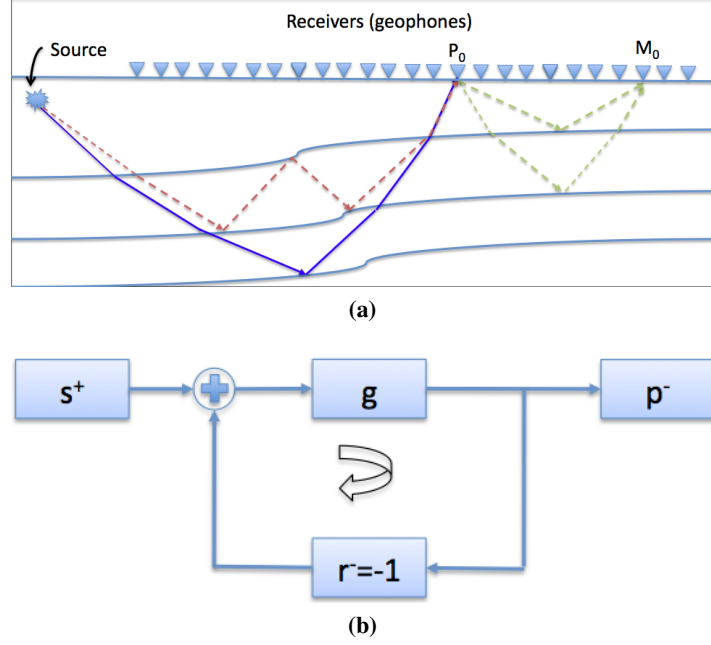 Receivers (geophones)
Source
P₀
M₀
(a)
s⁺
g
p⁻
r⁻=-1
(b)